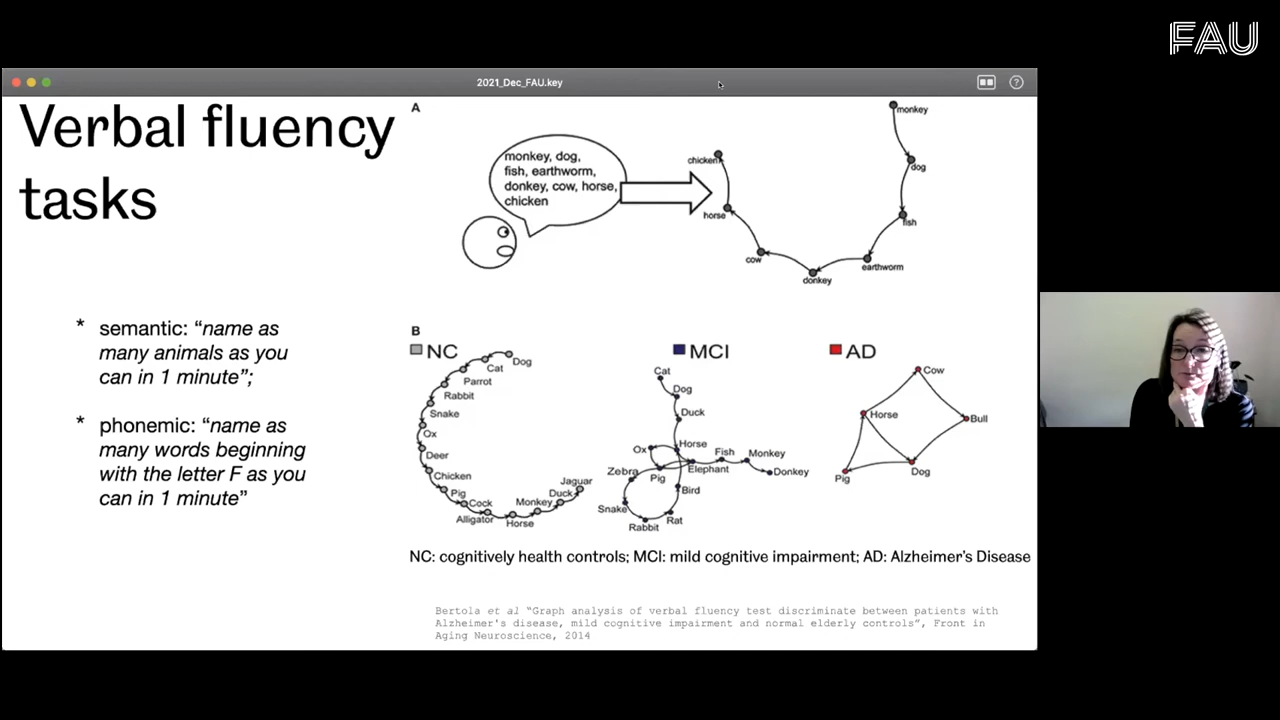 FAU
2021_Dec_FAU.key
Verbal fluency
tasks
* semantic: “name as
many animals as you
can in 1 minute”;
* phonemic: “name as
many words beginning
with the letter F as you
can in 1 minute”
A
monkey, dog,
fish, earthworm,
donkey, cow, horse,
chicken
monkey
dog
fish
earthworm
donkey
cow
horse
chicken
B
NC
Dog
Cat
Parrot
Rabbit
Snake
Ox
Deer
Chicken
Pig
Cock
Alligator
Horse
Monkey
Duck
Jaguar
MCI
Cat
Dog
Duck
Horse
Ox
Fish
Monkey
Zebra
Pig
Elephant
Donkey
Bird
Snake
Rabbit
Rat
AD
Cow
Horse
Bull
Dog
Pig
NC: cognitively health controls; MCI: mild cognitive impairment; AD: Alzheimer’s Disease
Bertola et al “Graph analysis of verbal fluency test discriminate between patients with
Alzheimer's disease, mild cognitive impairment and normal elderly controls”, Front in
Aging Neuroscience, 2014